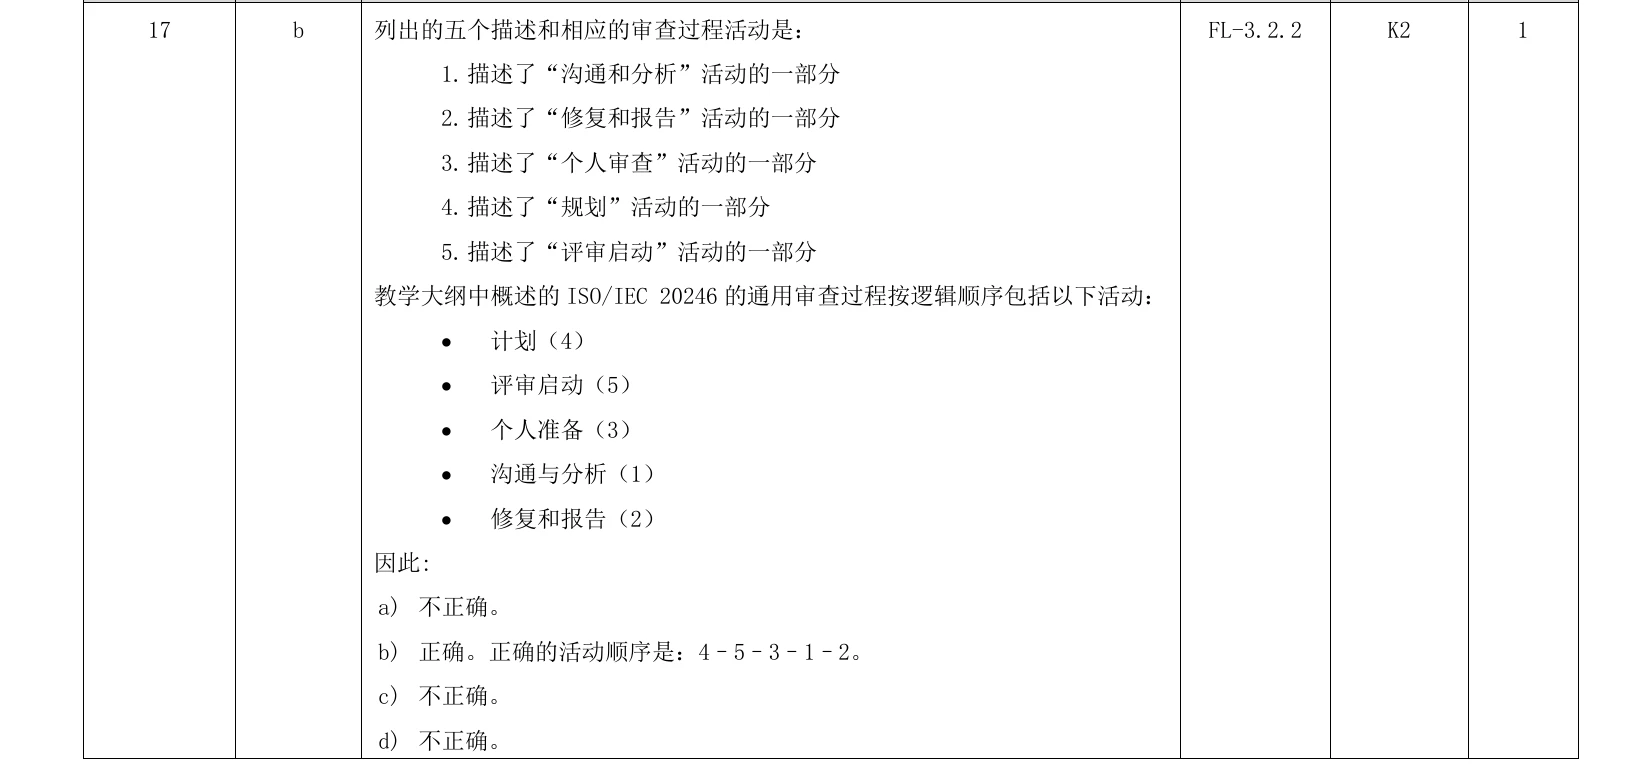 17 b 列出的五个描述和相应的审查过程活动是: FL-3.2.2 K2 1
1. 描述了“沟通和分析”活动的一部分
2. 描述了“修复和报告”活动的一部分
3. 描述了“个人审查”活动的一部分
4. 描述了“规划”活动的一部分
5. 描述了“评审启动”活动的一部分
教学大纲中概述的 ISO/IEC 20246 的通用审查过程按逻辑顺序包括以下活动:
● 计划（4）
● 评审启动（5）
● 个人准备（3）
● 沟通与分析（1）
● 修复和报告（2）
因此:
a) 不正确。
b) 正确。正确的活动顺序是: 4–5–3–1–2。
c) 不正确。
d) 不正确。